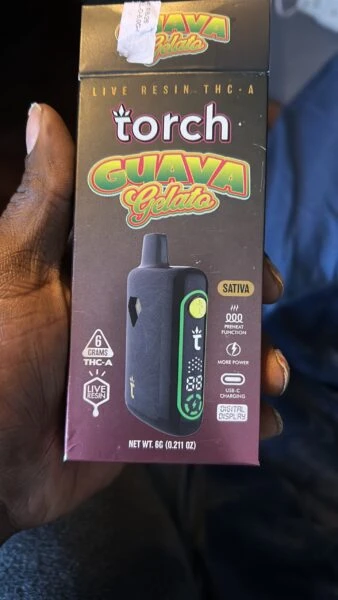 GUAVA
Gelato
LIVE RESIN THC-A
torch
GUAVA
Gelato
SATIVA
PREHEAT
FUNCTION
MORE POWER
USB-C
CHARGING
DIGITAL
DISPLAY
6
GRAMS
THC-A
LIVE
RESIN
t
88
t
NET WT. 6G (0.211 OZ)